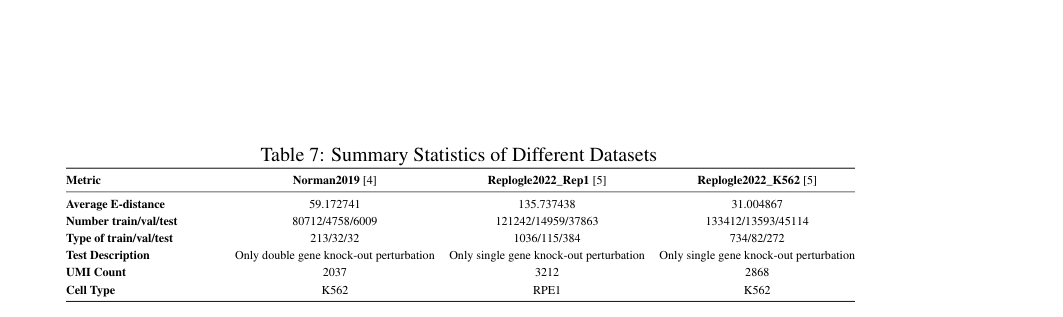 Table 7: Summary Statistics of Different Datasets
Metric Norman2019 [4] Replogle2022_Rep1 [5] Replogle2022_K562 [5]
Average E-distance 59.172741 135.737438 31.004867
Number train/val/test 80712/4758/6009 121242/14959/37863 133412/13593/45114
Type of train/val/test 213/32/32 1036/115/384 734/82/272
Test Description Only double gene knock-out perturbation Only single gene knock-out perturbation Only single gene knock-out perturbation
UMI Count 2037 3212 2868
Cell Type K562 RPE1 K562